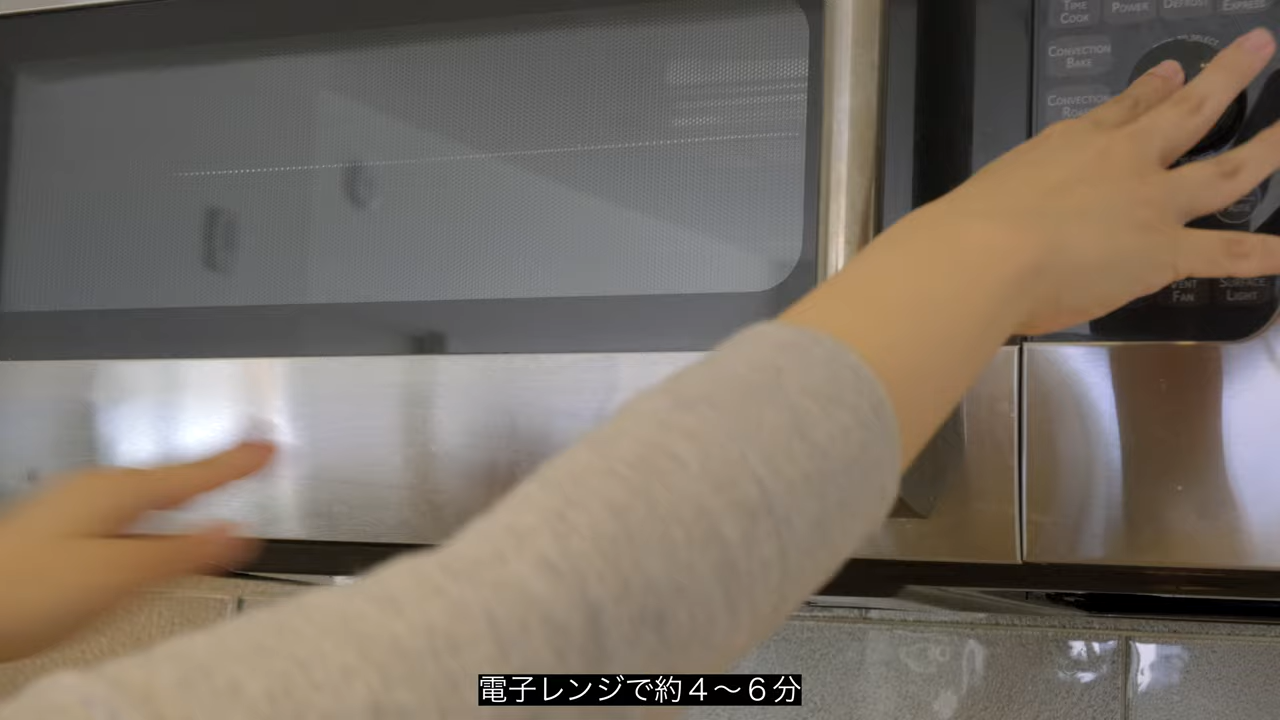 TIME
COOK
POWER
DEFROST
EXPRESS
CONVECTION
BAKE
CONVECTION
VENT
FAN
SURFACE
LIGHT
電子レンジで約４～６分